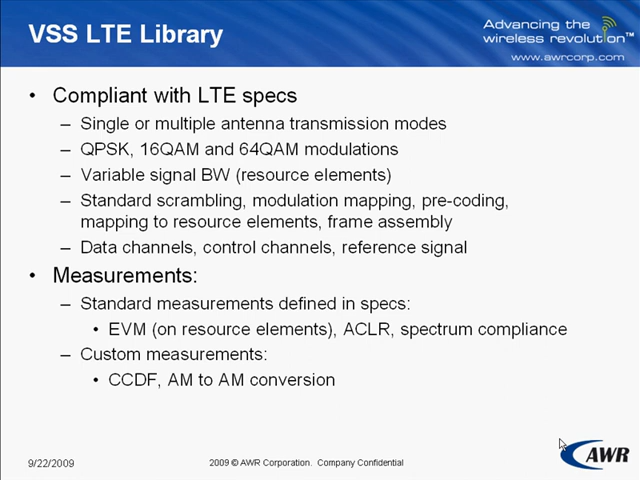 VSS LTE Library
Advancing the
wireless revolution™
www.awrcorp.com
• Compliant with LTE specs
– Single or multiple antenna transmission modes
– QPSK, 16QAM and 64QAM modulations
– Variable signal BW (resource elements)
– Standard scrambling, modulation mapping, pre-coding,
mapping to resource elements, frame assembly
– Data channels, control channels, reference signal
• Measurements:
– Standard measurements defined in specs:
• EVM (on resource elements), ACLR, spectrum compliance
– Custom measurements:
• CCDF, AM to AM conversion
9/22/2009
2009 © AWR Corporation. Company Confidential
AWR